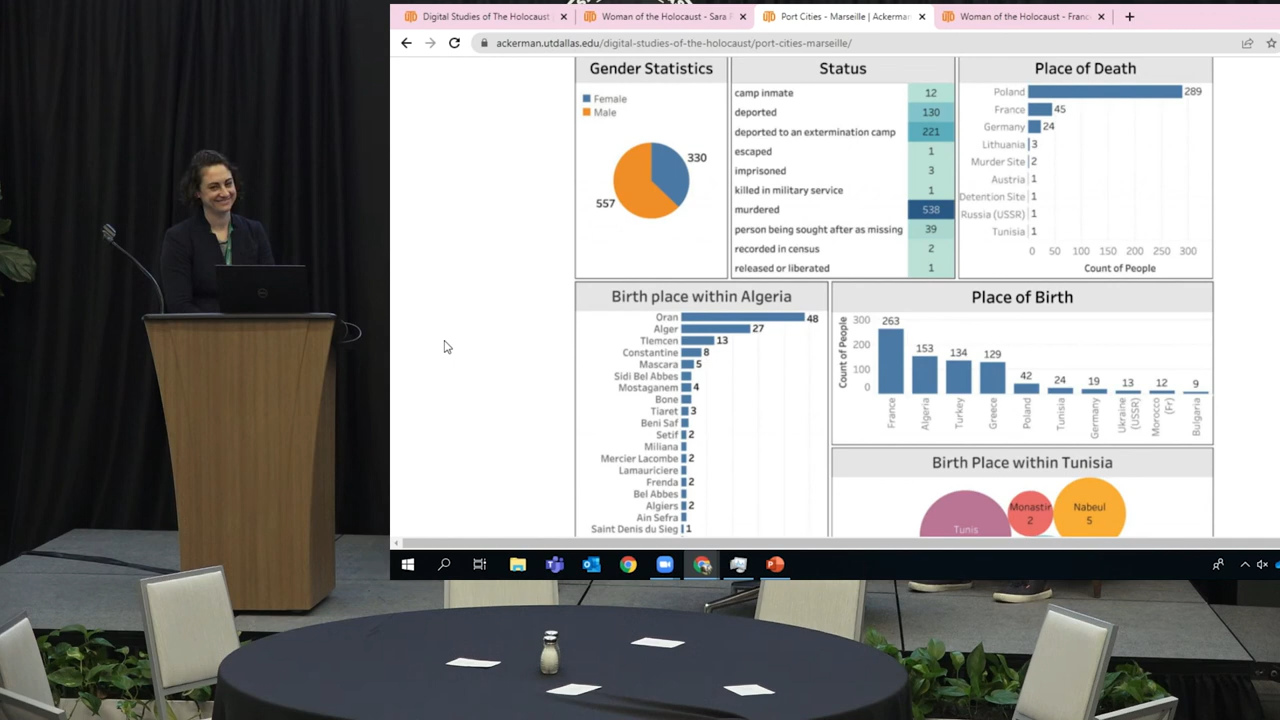 Digital Studies of The Holocaust
Woman of the Holocaust - Sara
Port Cities - Marseille | Ackerman
Woman of the Holocaust - Franc
ackerman.utdallas.edu/digital-studies-of-the-holocaust/port-cities-marseille/
Gender Statistics
Female
Male
330
557
Status
camp inmate 12
deported 130
deported to an extermination camp 221
escaped 1
imprisoned 3
killed in military service 1
murdered 538
person being sought after as missing 39
recorded in census 2
released or liberated 1
Place of Death
Poland 289
France 45
Germany 24
Lithuania 3
Murder Site 2
Austria 1
Detention Site 1
Russia (USSR) 1
Tunisia 1
0 50 100 150 200 250 300
Count of People
Birth place within Algeria
Oran 48
Alger 27
Tlemcen 13
Constantine 8
Mascara 5
Sidi Bel Abbes
Mostaganem 4
Bone
Tiaret 3
Beni Saf
Setif 2
Miliana
Mercier Lacombe 2
Lamauriciere
Frenda 2
Bel Abbes
Algiers 2
Ain Sefra
Saint Denis du Sieg 1
Place of Birth
Count of People
300
200
100
0
263 153 134 129 42 24 19 13 12 9
France Algeria Turkey Greece Poland Tunisia Germany Ukraine (USSR) Morocco (Fr) Bulgaria
Birth Place within Tunisia
Tunis
Monastir
2
Nabeul
5
DELL